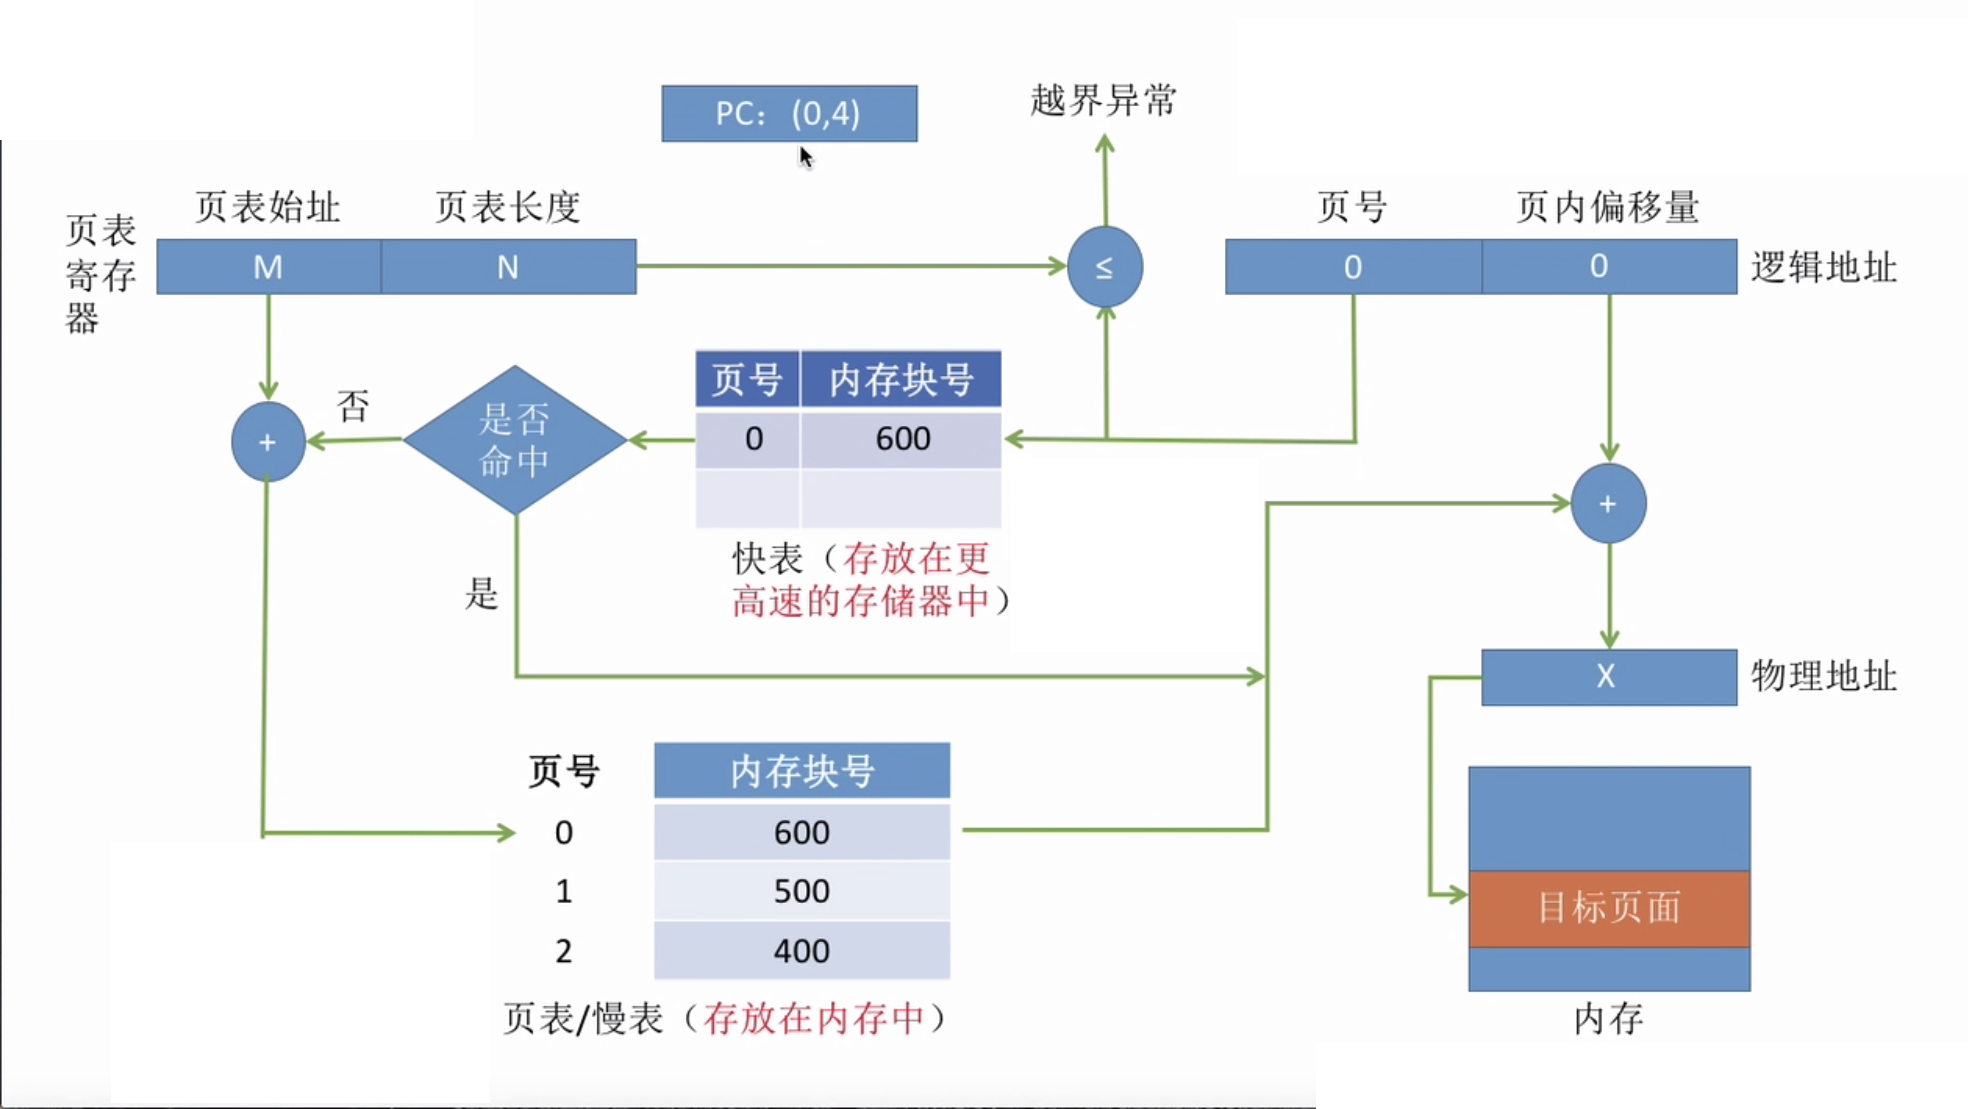 PC：(0,4)
越界异常
页表始址
页表长度
页号
页内偏移量
页表
寄存
器
M
N
≤
0
0
逻辑地址
页号
内存块号
0
600
是否
命中
否
+
+
快表（存放在更
高速的存储器中）
是
X
物理地址
页号
内存块号
0
600
1
500
2
400
目标页面
页表/慢表（存放在内存中）
内存